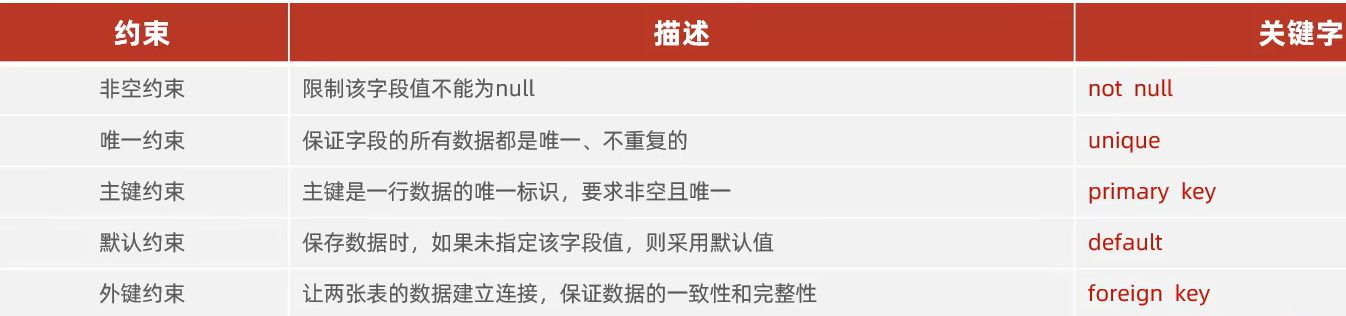 约束 描述 关键字
非空约束 限制该字段值不能为null not null
唯一约束 保证字段的所有数据都是唯一、不重复的 unique
主键约束 主键是一行数据的唯一标识，要求非空且唯一 primary key
默认约束 保存数据时，如果未指定该字段值，则采用默认值 default
外键约束 让两张表的数据建立连接，保证数据的一致性和完整性 foreign key